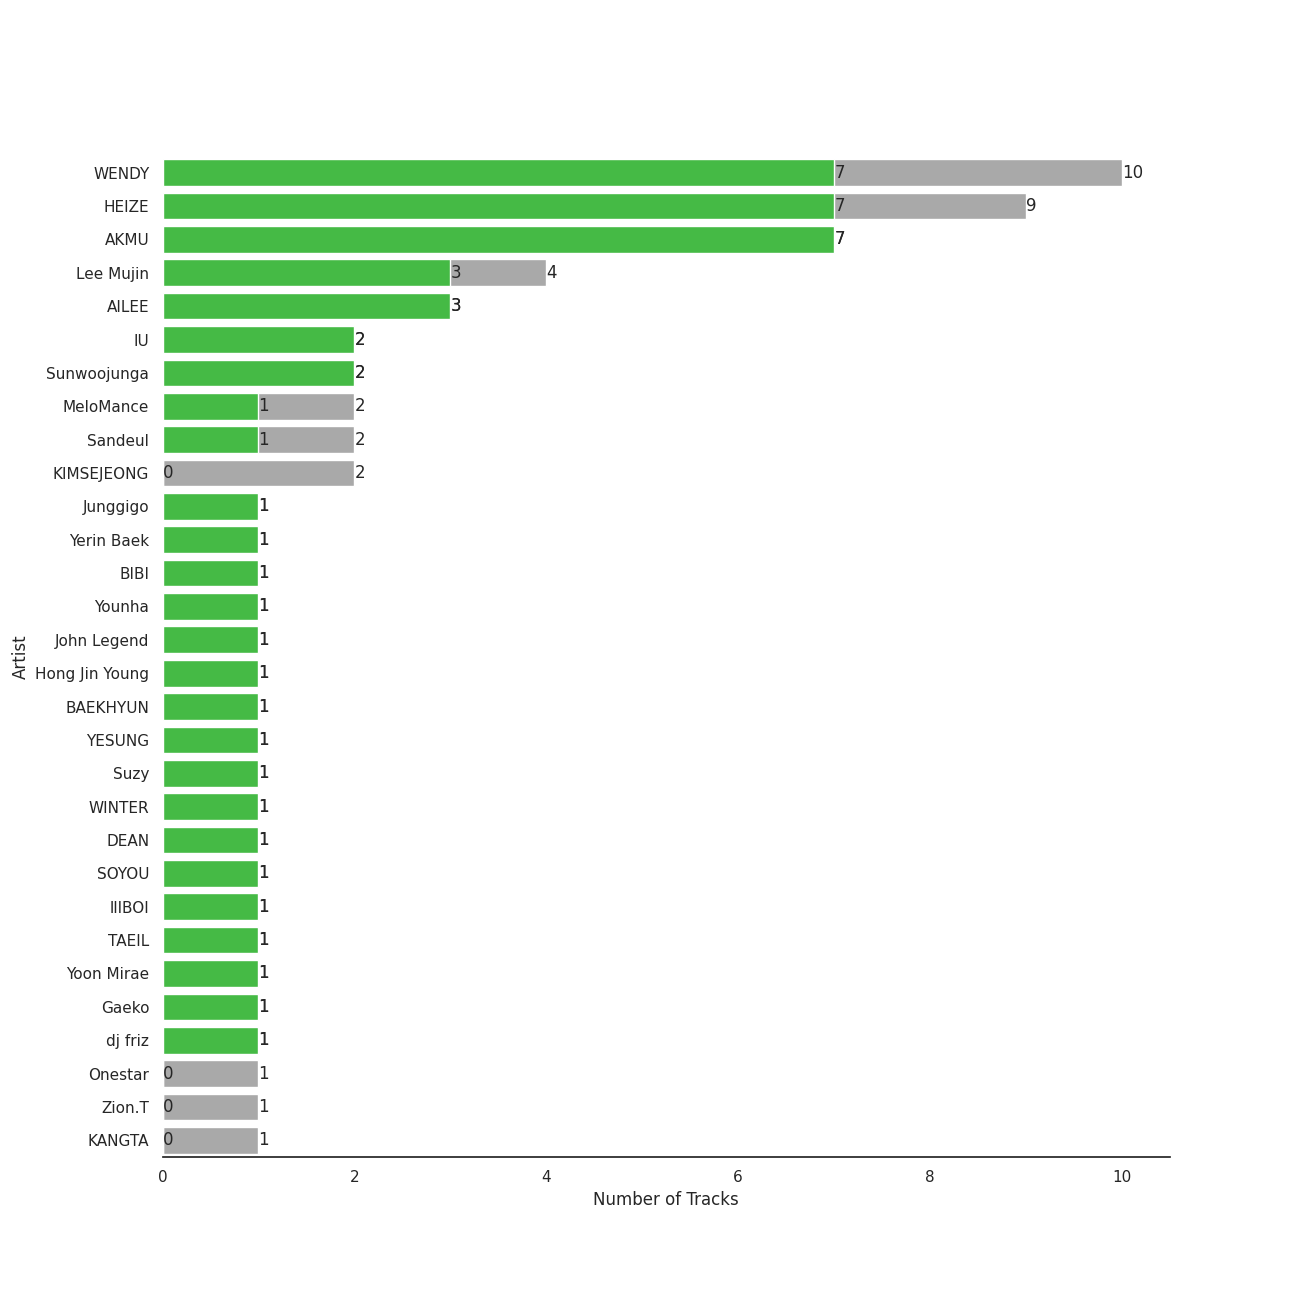 WENDY 7 10
HEIZE 7 9
AKMU 7
Lee Mujin 3 4
AILEE 3
IU 2
Sunwoojunga 2
MeloMance 1 2
Sandeul 1 2
KIMSEJEONG 0 2
Junggigo 1
Yerin Baek 1
BIBI 1
Younha 1
John Legend 1
Hong Jin Young 1
BAEKHYUN 1
YESUNG 1
Suzy 1
WINTER 1
DEAN 1
SOYOU 1
IIIBOI 1
TAEIL 1
Yoon Mirae 1
Gaeko 1
dj friz 1
Onestar 0 1
Zion.T 0 1
KANGTA 0 1
Artist
0 2 4 6 8 10
Number of Tracks